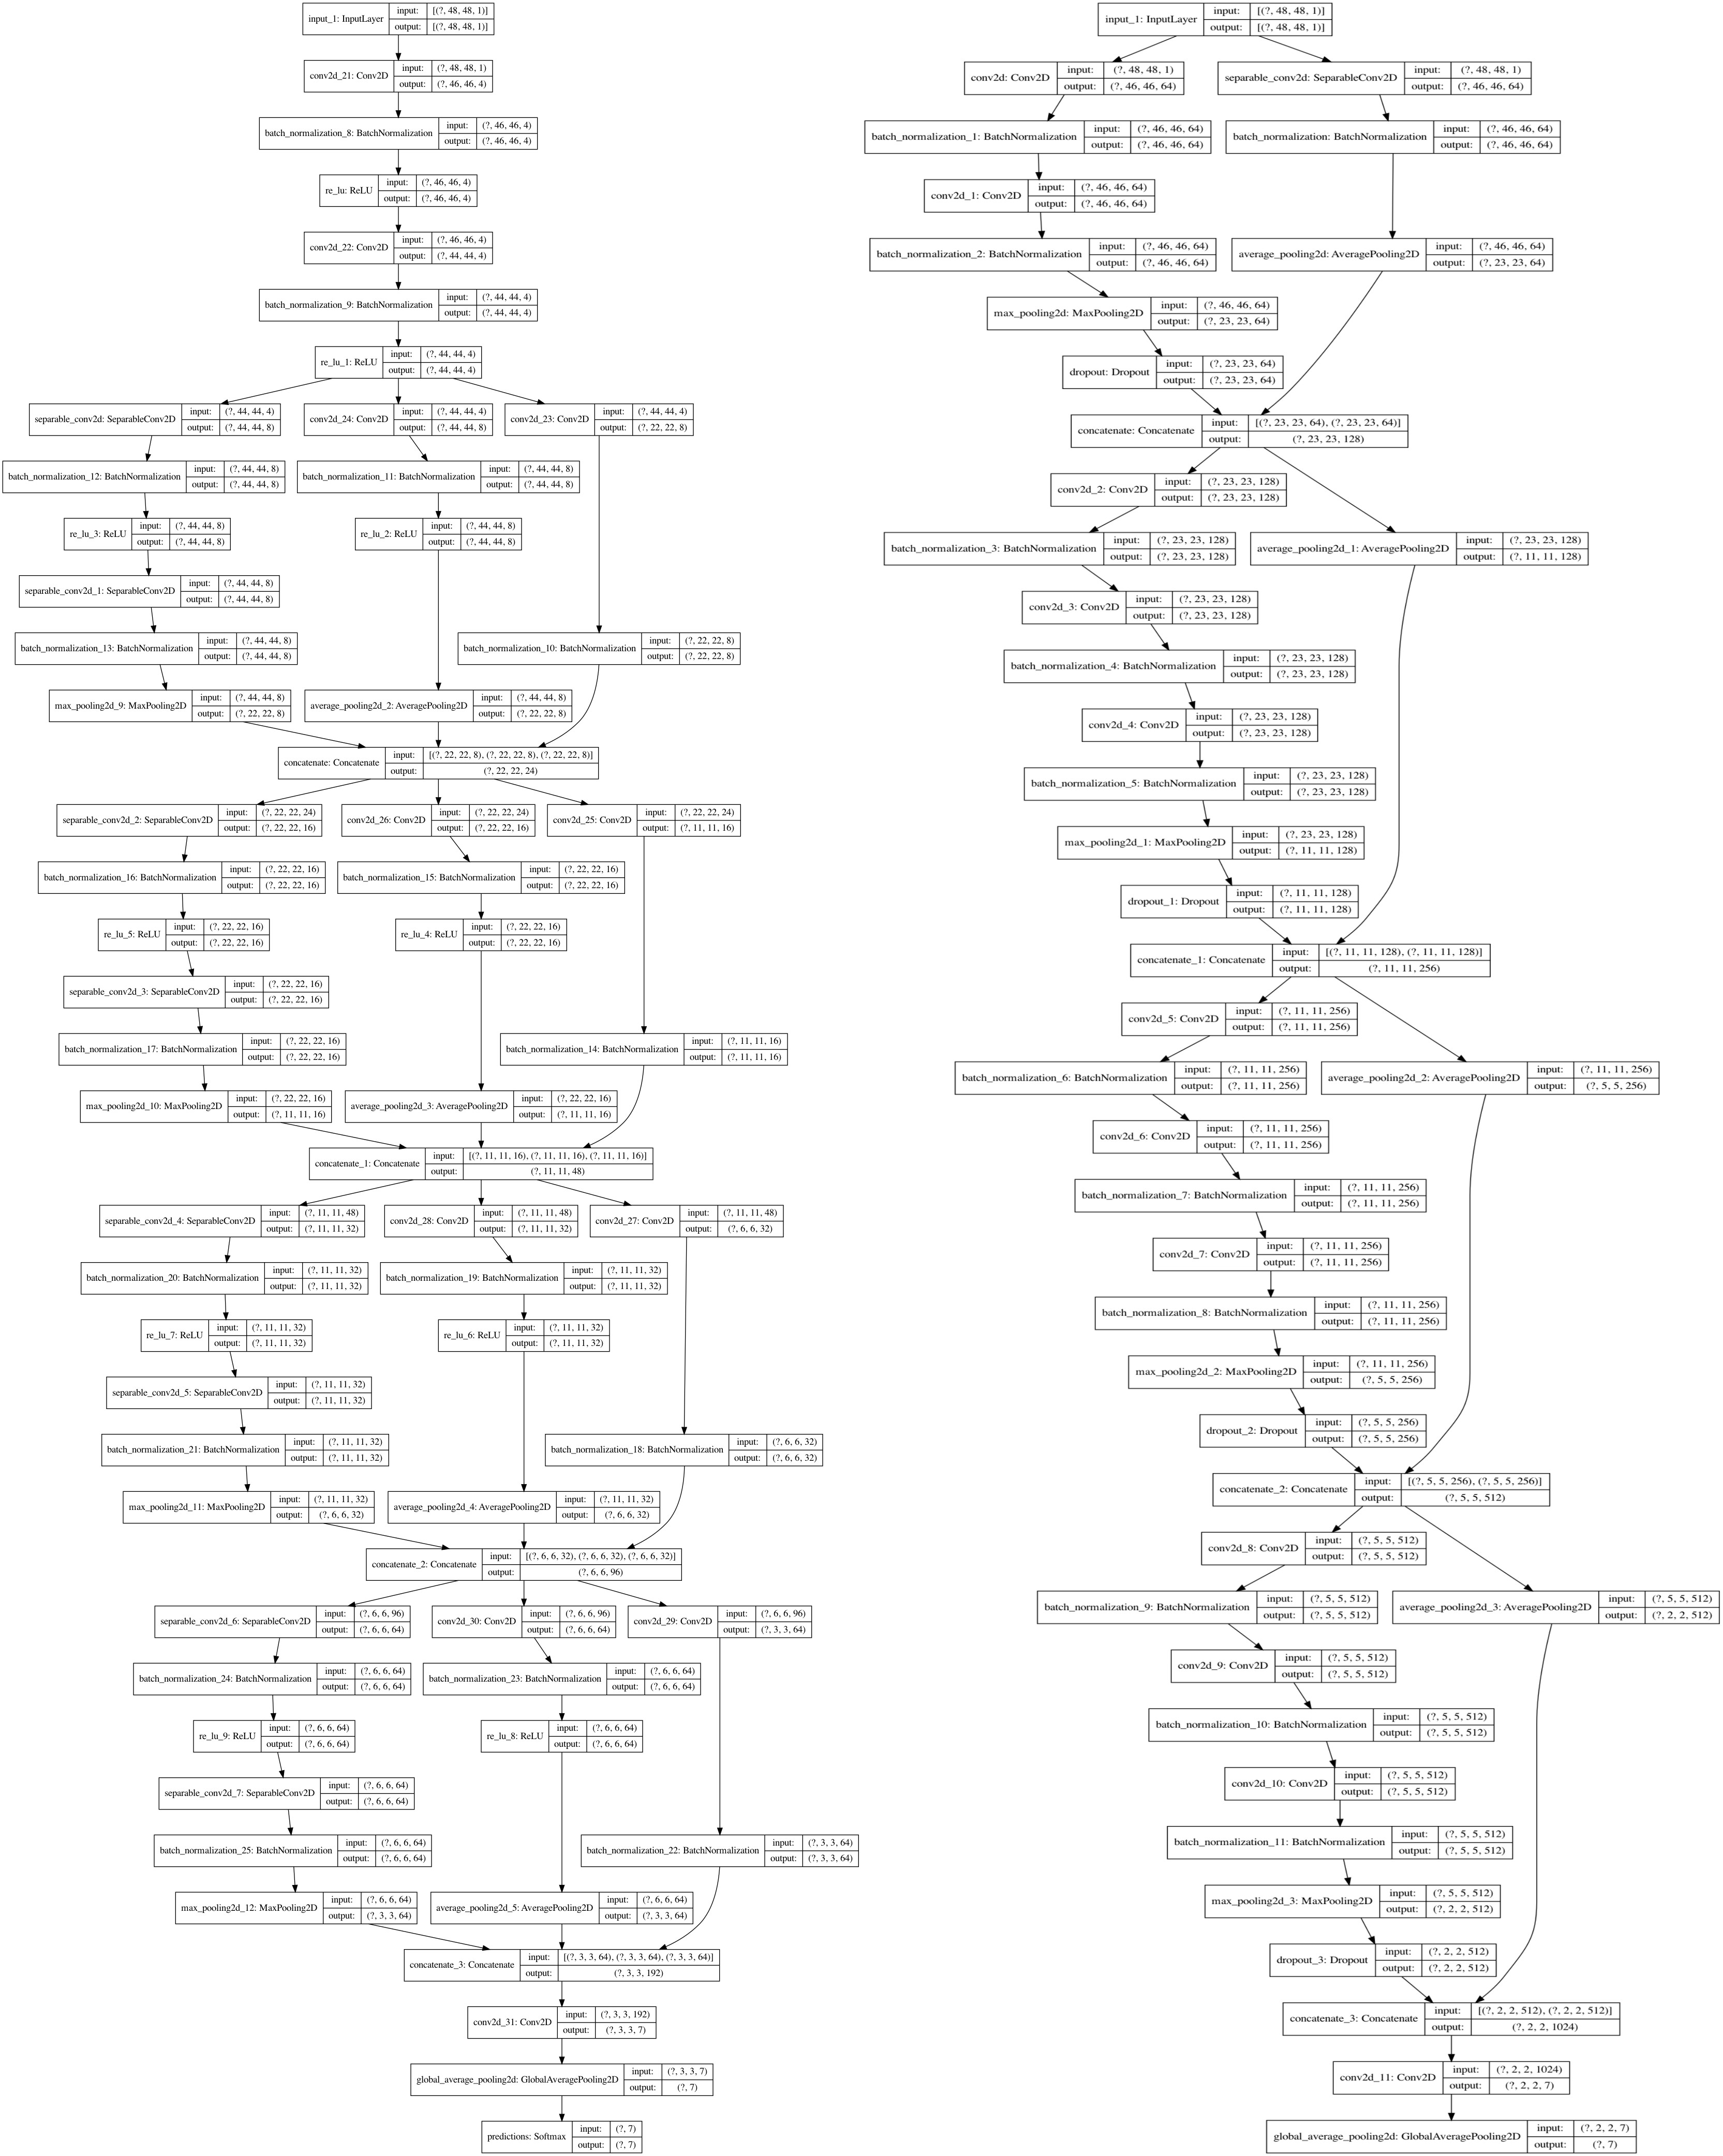 input_1: InputLayer
input: [(?, 48, 48, 1)]
output: [(?, 48, 48, 1)]
conv2d_21: Conv2D
input: (?, 48, 48, 1)
output: (?, 46, 46, 4)
batch_normalization_8: BatchNormalization
input: (?, 46, 46, 4)
output: (?, 46, 46, 4)
re_lu: ReLU
input: (?, 46, 46, 4)
output: (?, 46, 46, 4)
conv2d_22: Conv2D
input: (?, 46, 46, 4)
output: (?, 44, 44, 4)
batch_normalization_9: BatchNormalization
input: (?, 44, 44, 4)
output: (?, 44, 44, 4)
re_lu_1: ReLU
input: (?, 44, 44, 4)
output: (?, 44, 44, 4)
separable_conv2d: SeparableConv2D
input: (?, 44, 44, 4)
output: (?, 44, 44, 8)
conv2d_24: Conv2D
input: (?, 44, 44, 4)
output: (?, 44, 44, 8)
conv2d_23: Conv2D
input: (?, 44, 44, 4)
output: (?, 22, 22, 8)
batch_normalization_12: BatchNormalization
input: (?, 44, 44, 8)
output: (?, 44, 44, 8)
batch_normalization_11: BatchNormalization
input: (?, 44, 44, 8)
output: (?, 44, 44, 8)
re_lu_3: ReLU
input: (?, 44, 44, 8)
output: (?, 44, 44, 8)
re_lu_2: ReLU
input: (?, 44, 44, 8)
output: (?, 44, 44, 8)
separable_conv2d_1: SeparableConv2D
input: (?, 44, 44, 8)
output: (?, 44, 44, 8)
batch_normalization_13: BatchNormalization
input: (?, 44, 44, 8)
output: (?, 44, 44, 8)
batch_normalization_10: BatchNormalization
input: (?, 22, 22, 8)
output: (?, 22, 22, 8)
max_pooling2d_9: MaxPooling2D
input: (?, 44, 44, 8)
output: (?, 22, 22, 8)
average_pooling2d_2: AveragePooling2D
input: (?, 44, 44, 8)
output: (?, 22, 22, 8)
concatenate: Concatenate
input: [(?, 22, 22, 8), (?, 22, 22, 8), (?, 22, 22, 8)]
output: (?, 22, 22, 24)
separable_conv2d_2: SeparableConv2D
input: (?, 22, 22, 24)
output: (?, 22, 22, 16)
conv2d_26: Conv2D
input: (?, 22, 22, 24)
output: (?, 22, 22, 16)
conv2d_25: Conv2D
input: (?, 22, 22, 24)
output: (?, 11, 11, 16)
batch_normalization_16: BatchNormalization
input: (?, 22, 22, 16)
output: (?, 22, 22, 16)
batch_normalization_15: BatchNormalization
input: (?, 22, 22, 16)
output: (?, 22, 22, 16)
re_lu_5: ReLU
input: (?, 22, 22, 16)
output: (?, 22, 22, 16)
re_lu_4: ReLU
input: (?, 22, 22, 16)
output: (?, 22, 22, 16)
separable_conv2d_3: SeparableConv2D
input: (?, 22, 22, 16)
output: (?, 22, 22, 16)
batch_normalization_17: BatchNormalization
input: (?, 22, 22, 16)
output: (?, 22, 22, 16)
batch_normalization_14: BatchNormalization
input: (?, 11, 11, 16)
output: (?, 11, 11, 16)
max_pooling2d_10: MaxPooling2D
input: (?, 22, 22, 16)
output: (?, 11, 11, 16)
average_pooling2d_3: AveragePooling2D
input: (?, 22, 22, 16)
output: (?, 11, 11, 16)
concatenate_1: Concatenate
input: [(?, 11, 11, 16), (?, 11, 11, 16), (?, 11, 11, 16)]
output: (?, 11, 11, 48)
separable_conv2d_4: SeparableConv2D
input: (?, 11, 11, 48)
output: (?, 11, 11, 32)
conv2d_28: Conv2D
input: (?, 11, 11, 48)
output: (?, 11, 11, 32)
conv2d_27: Conv2D
input: (?, 11, 11, 48)
output: (?, 6, 6, 32)
batch_normalization_20: BatchNormalization
input: (?, 11, 11, 32)
output: (?, 11, 11, 32)
batch_normalization_19: BatchNormalization
input: (?, 11, 11, 32)
output: (?, 11, 11, 32)
re_lu_7: ReLU
input: (?, 11, 11, 32)
output: (?, 11, 11, 32)
re_lu_6: ReLU
input: (?, 11, 11, 32)
output: (?, 11, 11, 32)
separable_conv2d_5: SeparableConv2D
input: (?, 11, 11, 32)
output: (?, 11, 11, 32)
batch_normalization_21: BatchNormalization
input: (?, 11, 11, 32)
output: (?, 11, 11, 32)
batch_normalization_18: BatchNormalization
input: (?, 6, 6, 32)
output: (?, 6, 6, 32)
max_pooling2d_11: MaxPooling2D
input: (?, 11, 11, 32)
output: (?, 6, 6, 32)
average_pooling2d_4: AveragePooling2D
input: (?, 11, 11, 32)
output: (?, 6, 6, 32)
concatenate_2: Concatenate
input: [(?, 6, 6, 32), (?, 6, 6, 32), (?, 6, 6, 32)]
output: (?, 6, 6, 96)
separable_conv2d_6: SeparableConv2D
input: (?, 6, 6, 96)
output: (?, 6, 6, 64)
conv2d_30: Conv2D
input: (?, 6, 6, 96)
output: (?, 6, 6, 64)
conv2d_29: Conv2D
input: (?, 6, 6, 96)
output: (?, 3, 3, 64)
batch_normalization_24: BatchNormalization
input: (?, 6, 6, 64)
output: (?, 6, 6, 64)
batch_normalization_23: BatchNormalization
input: (?, 6, 6, 64)
output: (?, 6, 6, 64)
re_lu_9: ReLU
input: (?, 6, 6, 64)
output: (?, 6, 6, 64)
re_lu_8: ReLU
input: (?, 6, 6, 64)
output: (?, 6, 6, 64)
separable_conv2d_7: SeparableConv2D
input: (?, 6, 6, 64)
output: (?, 6, 6, 64)
batch_normalization_25: BatchNormalization
input: (?, 6, 6, 64)
output: (?, 6, 6, 64)
batch_normalization_22: BatchNormalization
input: (?, 3, 3, 64)
output: (?, 3, 3, 64)
max_pooling2d_12: MaxPooling2D
input: (?, 6, 6, 64)
output: (?, 3, 3, 64)
average_pooling2d_5: AveragePooling2D
input: (?, 6, 6, 64)
output: (?, 3, 3, 64)
concatenate_3: Concatenate
input: [(?, 3, 3, 64), (?, 3, 3, 64), (?, 3, 3, 64)]
output: (?, 3, 3, 192)
conv2d_31: Conv2D
input: (?, 3, 3, 192)
output: (?, 3, 3, 7)
global_average_pooling2d: GlobalAveragePooling2D
input: (?, 3, 3, 7)
output: (?, 7)
predictions: Softmax
input: (?, 7)
output: (?, 7)
input_1: InputLayer
input: [(?, 48, 48, 1)]
output: [(?, 48, 48, 1)]
conv2d: Conv2D
input: (?, 48, 48, 1)
output: (?, 46, 46, 64)
separable_conv2d: SeparableConv2D
input: (?, 48, 48, 1)
output: (?, 46, 46, 64)
batch_normalization_1: BatchNormalization
input: (?, 46, 46, 64)
output: (?, 46, 46, 64)
batch_normalization: BatchNormalization
input: (?, 46, 46, 64)
output: (?, 46, 46, 64)
conv2d_1: Conv2D
input: (?, 46, 46, 64)
output: (?, 46, 46, 64)
batch_normalization_2: BatchNormalization
input: (?, 46, 46, 64)
output: (?, 46, 46, 64)
average_pooling2d: AveragePooling2D
input: (?, 46, 46, 64)
output: (?, 23, 23, 64)
max_pooling2d: MaxPooling2D
input: (?, 46, 46, 64)
output: (?, 23, 23, 64)
dropout: Dropout
input: (?, 23, 23, 64)
output: (?, 23, 23, 64)
concatenate: Concatenate
input: [(?, 23, 23, 64), (?, 23, 23, 64)]
output: (?, 23, 23, 128)
conv2d_2: Conv2D
input: (?, 23, 23, 128)
output: (?, 23, 23, 128)
batch_normalization_3: BatchNormalization
input: (?, 23, 23, 128)
output: (?, 23, 23, 128)
average_pooling2d_1: AveragePooling2D
input: (?, 23, 23, 128)
output: (?, 11, 11, 128)
conv2d_3: Conv2D
input: (?, 23, 23, 128)
output: (?, 23, 23, 128)
batch_normalization_4: BatchNormalization
input: (?, 23, 23, 128)
output: (?, 23, 23, 128)
conv2d_4: Conv2D
input: (?, 23, 23, 128)
output: (?, 23, 23, 128)
batch_normalization_5: BatchNormalization
input: (?, 23, 23, 128)
output: (?, 23, 23, 128)
max_pooling2d_1: MaxPooling2D
input: (?, 23, 23, 128)
output: (?, 11, 11, 128)
dropout_1: Dropout
input: (?, 11, 11, 128)
output: (?, 11, 11, 128)
concatenate_1: Concatenate
input: [(?, 11, 11, 128), (?, 11, 11, 128)]
output: (?, 11, 11, 256)
conv2d_5: Conv2D
input: (?, 11, 11, 256)
output: (?, 11, 11, 256)
batch_normalization_6: BatchNormalization
input: (?, 11, 11, 256)
output: (?, 11, 11, 256)
average_pooling2d_2: AveragePooling2D
input: (?, 11, 11, 256)
output: (?, 5, 5, 256)
conv2d_6: Conv2D
input: (?, 11, 11, 256)
output: (?, 11, 11, 256)
batch_normalization_7: BatchNormalization
input: (?, 11, 11, 256)
output: (?, 11, 11, 256)
conv2d_7: Conv2D
input: (?, 11, 11, 256)
output: (?, 11, 11, 256)
batch_normalization_8: BatchNormalization
input: (?, 11, 11, 256)
output: (?, 11, 11, 256)
max_pooling2d_2: MaxPooling2D
input: (?, 11, 11, 256)
output: (?, 5, 5, 256)
dropout_2: Dropout
input: (?, 5, 5, 256)
output: (?, 5, 5, 256)
concatenate_2: Concatenate
input: [(?, 5, 5, 256), (?, 5, 5, 256)]
output: (?, 5, 5, 512)
conv2d_8: Conv2D
input: (?, 5, 5, 512)
output: (?, 5, 5, 512)
batch_normalization_9: BatchNormalization
input: (?, 5, 5, 512)
output: (?, 5, 5, 512)
average_pooling2d_3: AveragePooling2D
input: (?, 5, 5, 512)
output: (?, 2, 2, 512)
conv2d_9: Conv2D
input: (?, 5, 5, 512)
output: (?, 5, 5, 512)
batch_normalization_10: BatchNormalization
input: (?, 5, 5, 512)
output: (?, 5, 5, 512)
conv2d_10: Conv2D
input: (?, 5, 5, 512)
output: (?, 5, 5, 512)
batch_normalization_11: BatchNormalization
input: (?, 5, 5, 512)
output: (?, 5, 5, 512)
max_pooling2d_3: MaxPooling2D
input: (?, 5, 5, 512)
output: (?, 2, 2, 512)
dropout_3: Dropout
input: (?, 2, 2, 512)
output: (?, 2, 2, 512)
concatenate_3: Concatenate
input: [(?, 2, 2, 512), (?, 2, 2, 512)]
output: (?, 2, 2, 1024)
conv2d_11: Conv2D
input: (?, 2, 2, 1024)
output: (?, 2, 2, 7)
global_average_pooling2d: GlobalAveragePooling2D
input: (?, 2, 2, 7)
output: (?, 7)